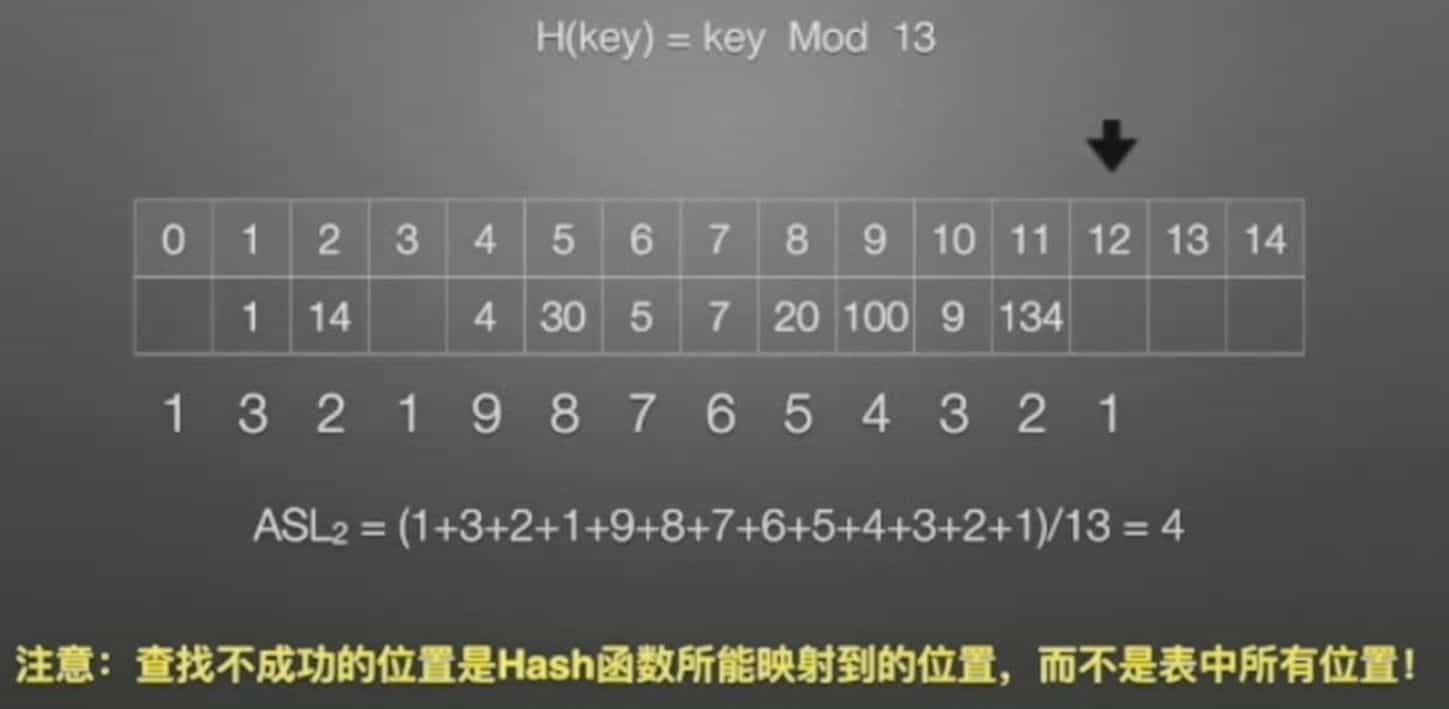 H(key) = key Mod 13
0 1 2 3 4 5 6 7 8 9 10 11 12 13 14
1 14 4 30 5 7 20 100 9 134
1 3 2 1 9 8 7 6 5 4 3 2 1
ASL₂ = (1+3+2+1+9+8+7+6+5+4+3+2+1)/13 = 4
注意：查找不成功的位置是Hash函数所能映射到的位置，而不是表中所有位置！